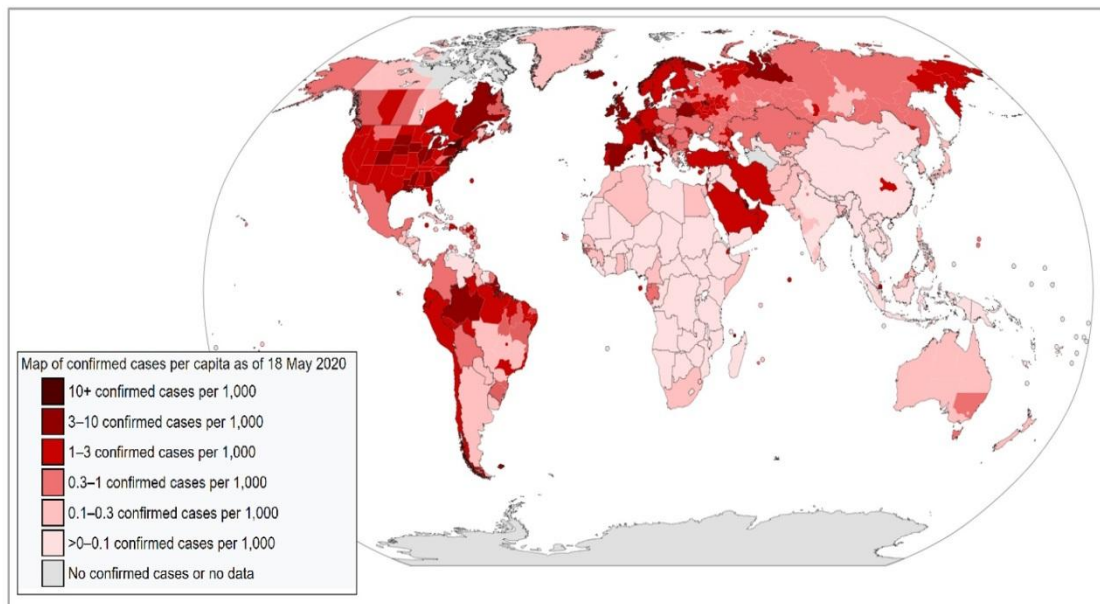 Map of confirmed cases per capita as of 18 May 2020
10+ confirmed cases per 1,000
3–10 confirmed cases per 1,000
1–3 confirmed cases per 1,000
0.3–1 confirmed cases per 1,000
0.1–0.3 confirmed cases per 1,000
>0–0.1 confirmed cases per 1,000
No confirmed cases or no data